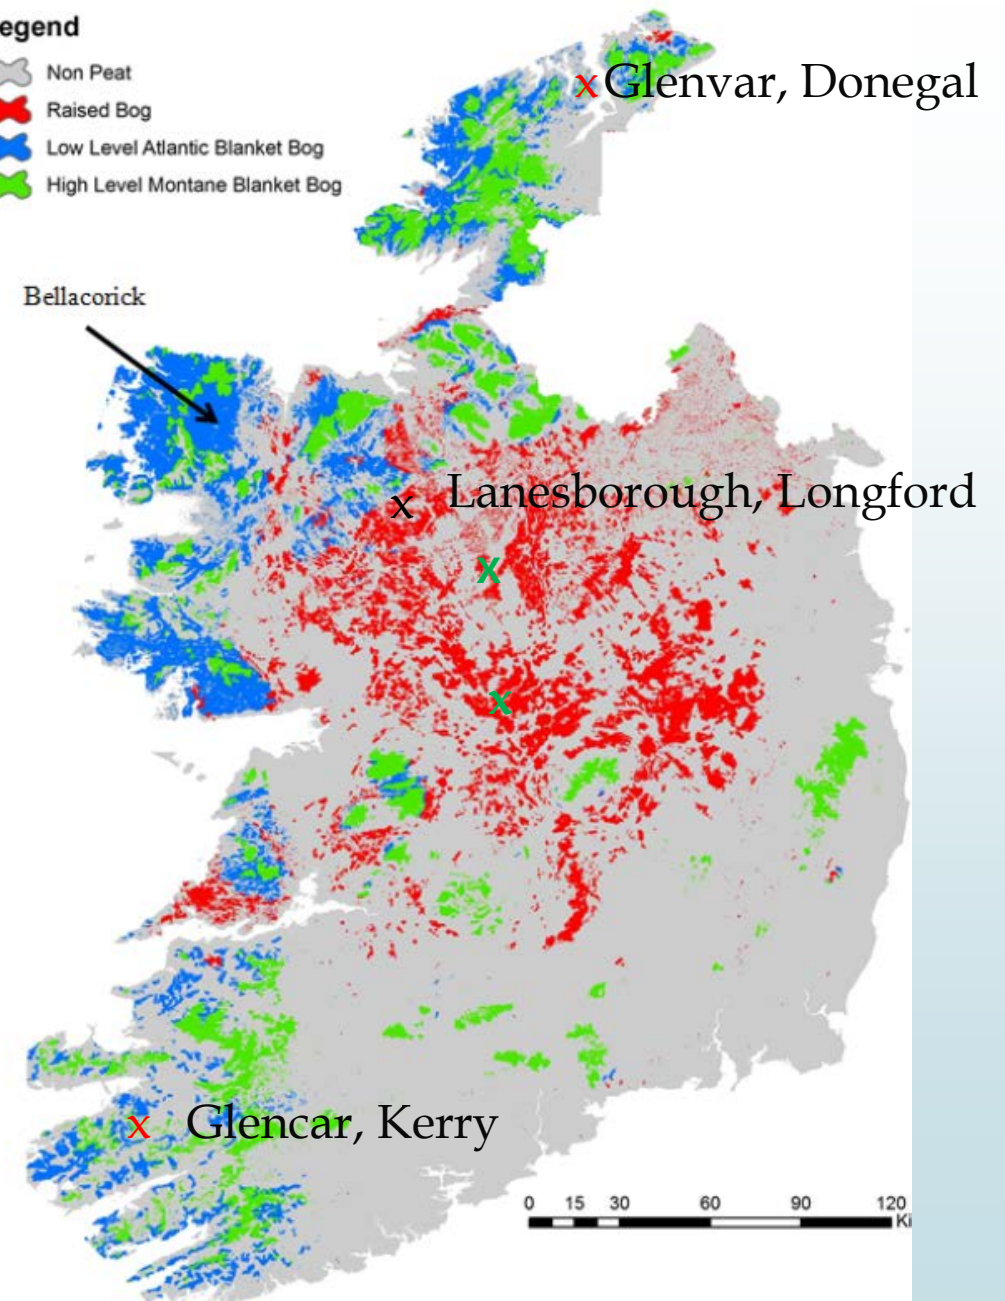 egend
Non Peat
Raised Bog
Low Level Atlantic Blanket Bog
High Level Montane Blanket Bog
x Glenvar, Donegal
Bellacorick
x Lanesborough, Longford
x
x
x Glencar, Kerry
0 15 30 60 90 120
Ki